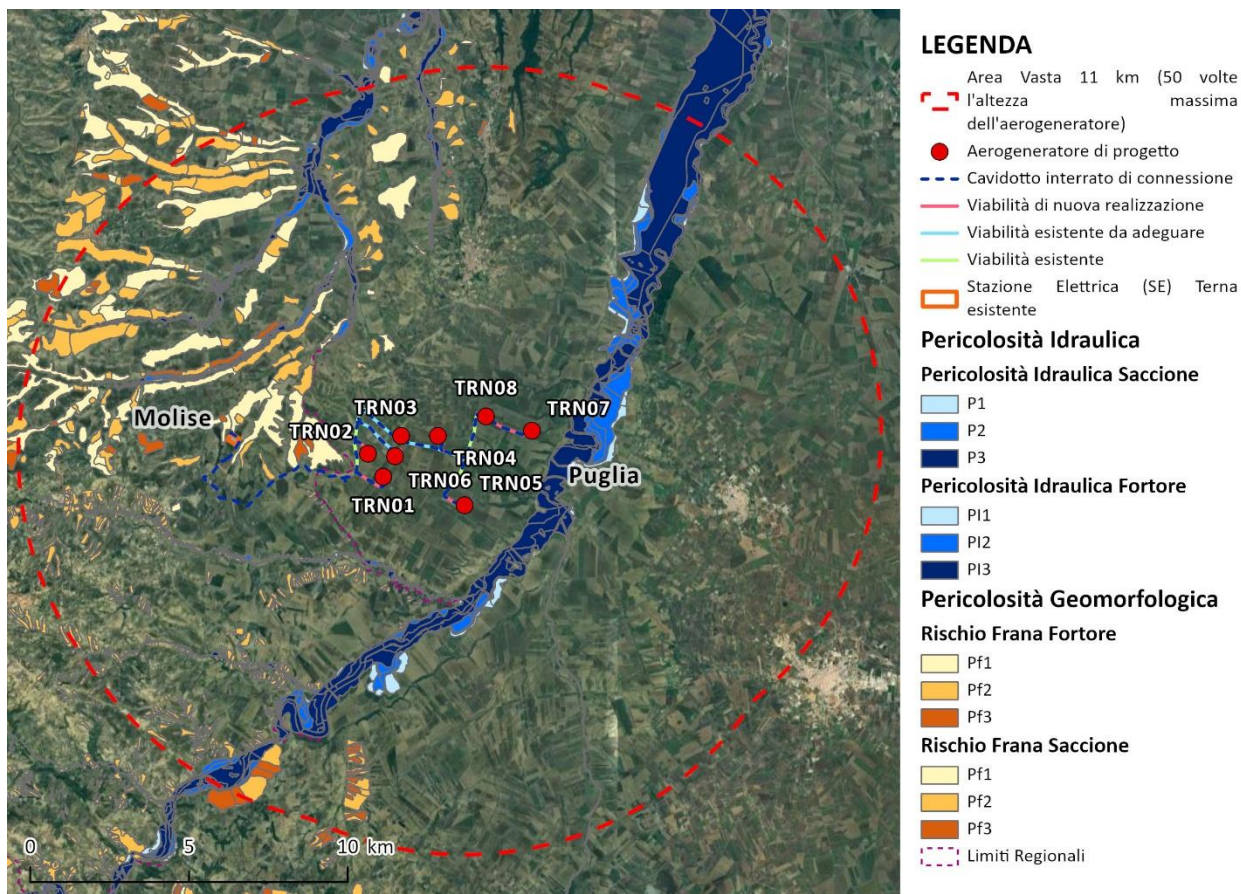 TRN08
TRN03
TRN07
Molise
TRN02
TRN04
Puglia
TRN06
TRN05
TRN01
0 5 10 km
LEGENDA
Area Vasta 11 km (50 volte
l'altezza massima
dell'aerogeneratore)
Aerogeneratore di progetto
Cavidotto interrato di connessione
Viabilità di nuova realizzazione
Viabilità esistente da adeguare
Viabilità esistente
Stazione Elettrica (SE) Terna
esistente
Pericolosità Idraulica
Pericolosità Idraulica Saccione
P1
P2
P3
Pericolosità Idraulica Fortore
PI1
PI2
PI3
Pericolosità Geomorfologica
Rischio Frana Fortore
Pf1
Pf2
Pf3
Rischio Frana Saccione
Pf1
Pf2
Pf3
Limiti Regionali